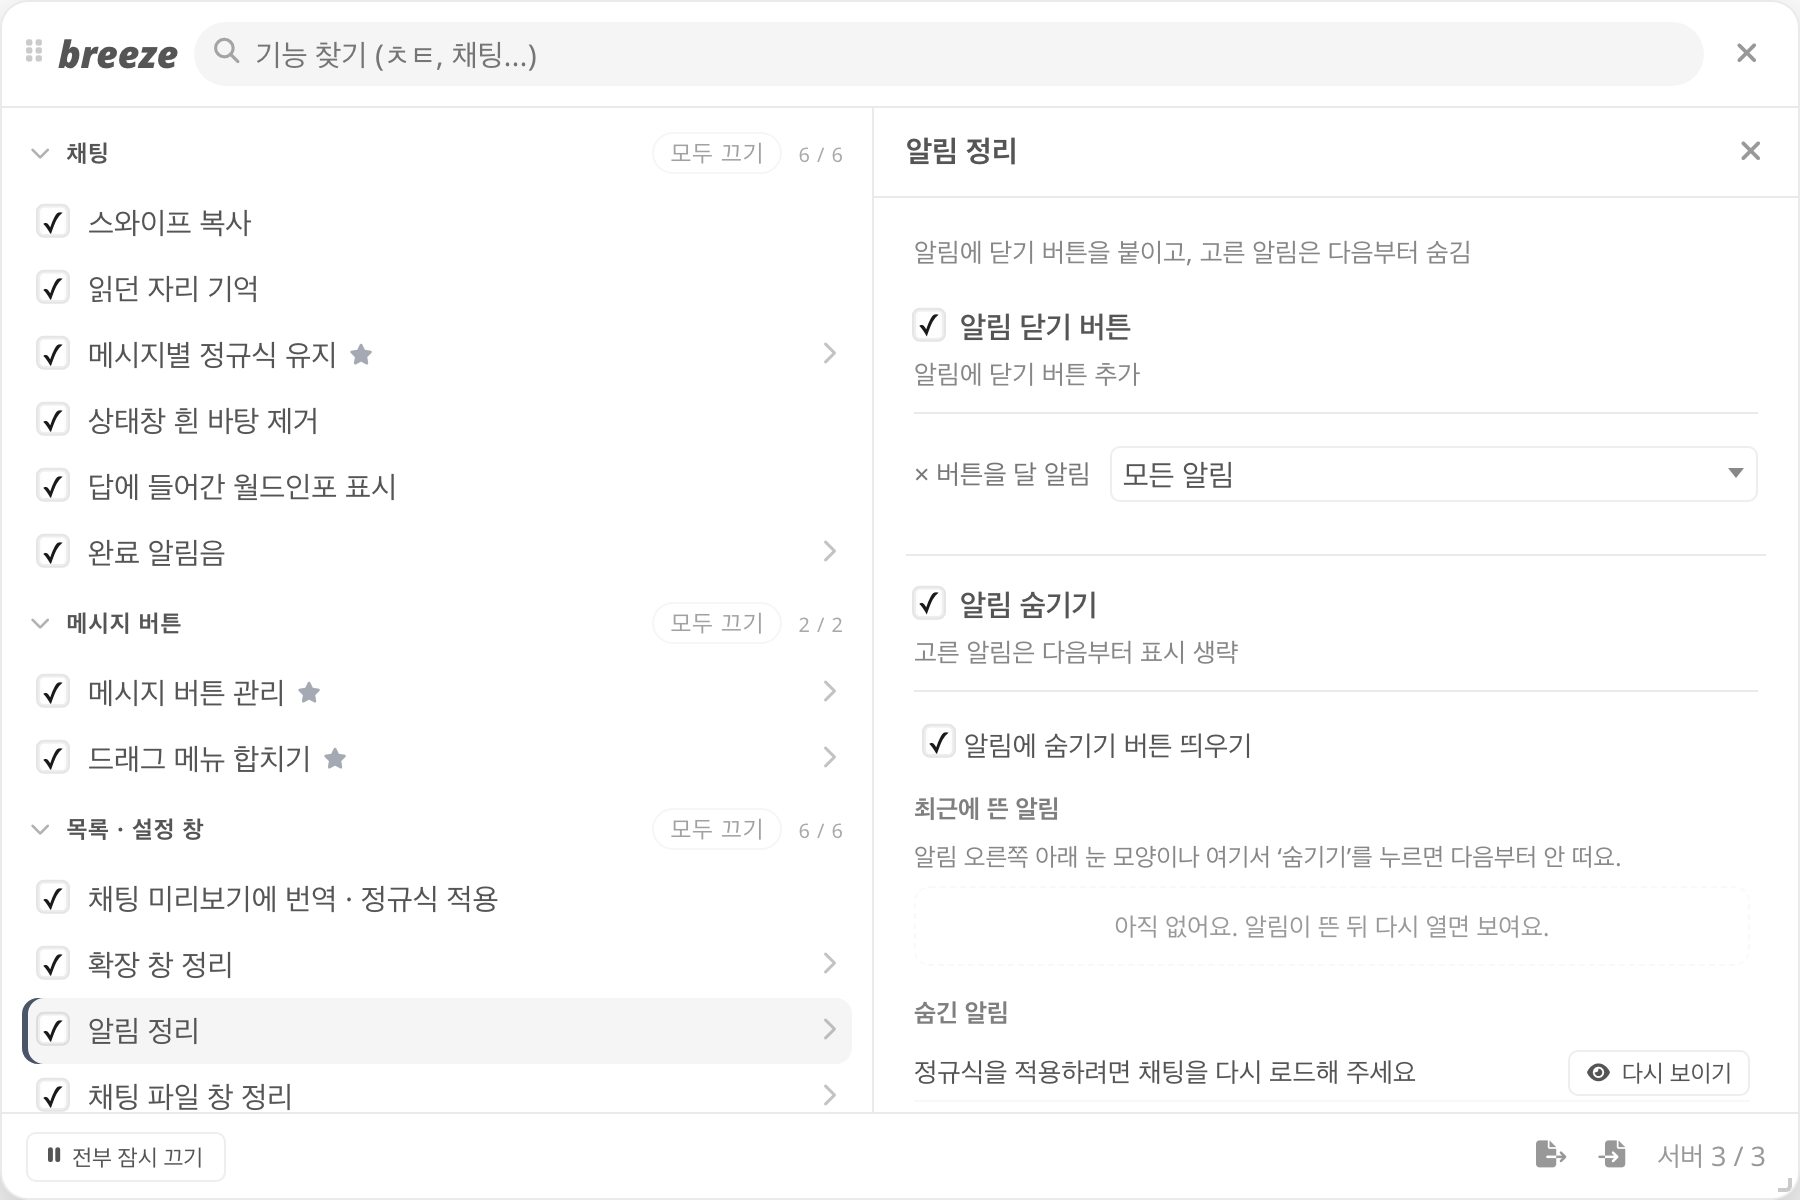 breeze
기능 찾기 (ㅊㅌ, 채팅...)
채팅
모두 끄기
6 / 6
스와이프 복사
읽던 자리 기억
메시지별 정규식 유지
상태창 흰 바탕 제거
답에 들어간 월드인포 표시
완료 알림음
메시지 버튼
모두 끄기
2 / 2
메시지 버튼 관리
드래그 메뉴 합치기
목록 · 설정 창
모두 끄기
6 / 6
채팅 미리보기에 번역 · 정규식 적용
확장 창 정리
알림 정리
채팅 파일 창 정리
알림 정리
알림에 닫기 버튼을 붙이고, 고른 알림은 다음부터 숨김
알림 닫기 버튼
알림에 닫기 버튼 추가
× 버튼을 달 알림
모든 알림
알림 숨기기
고른 알림은 다음부터 표시 생략
알림에 숨기기 버튼 띄우기
최근에 뜬 알림
알림 오른쪽 아래 눈 모양이나 여기서 ‘숨기기’를 누르면 다음부터 안 떠요.
아직 없어요. 알림이 뜬 뒤 다시 열면 보여요.
숨긴 알림
정규식을 적용하려면 채팅을 다시 로드해 주세요
다시 보이기
전부 잠시 끄기
서버 3 / 3